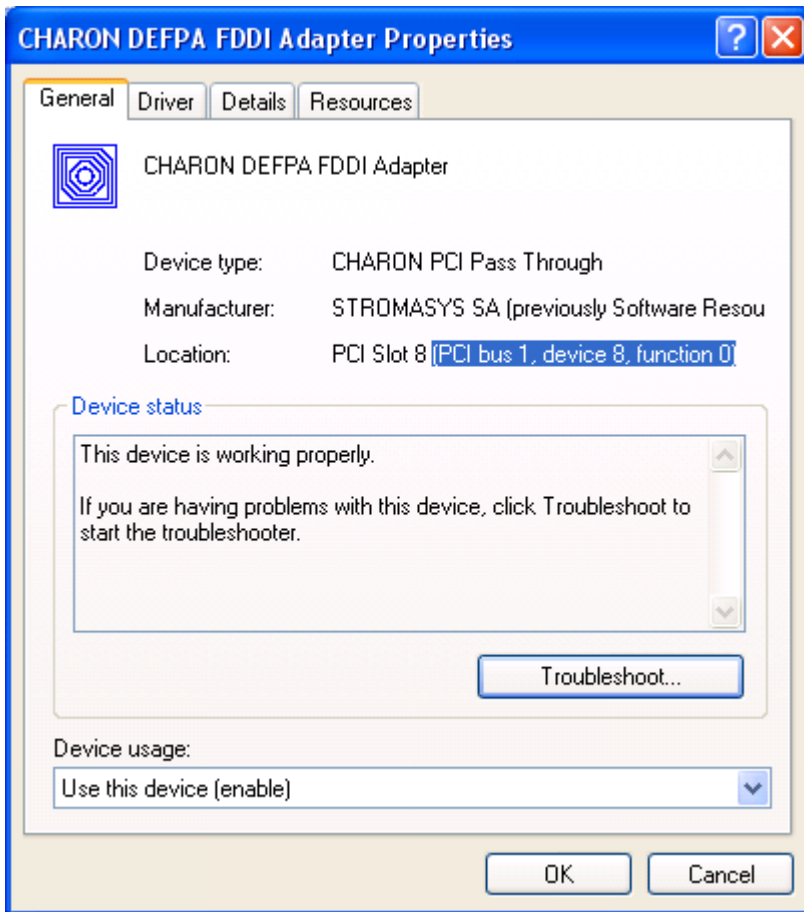 CHARON DEFPA FDDI Adapter Properties
General Driver Details Resources
CHARON DEFPA FDDI Adapter
Device type: CHARON PCI Pass Through
Manufacturer: STROMASYS SA (previously Software Resou
Location: PCI Slot 8 (PCI bus 1, device 8, function 0)
Device status
This device is working properly.
If you are having problems with this device, click Troubleshoot to
start the troubleshooter.
Troubleshoot...
Device usage:
Use this device (enable)
OK Cancel